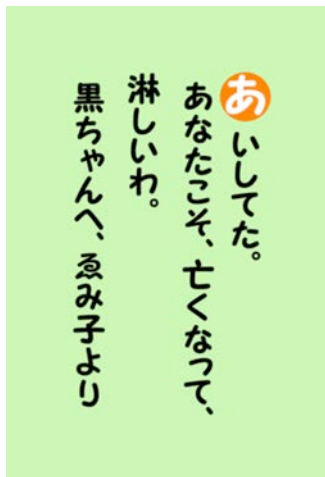 あいしてた。
あなたこそ、亡くなって、
淋しいわ。
黒ちゃんへ、ゑみ子より